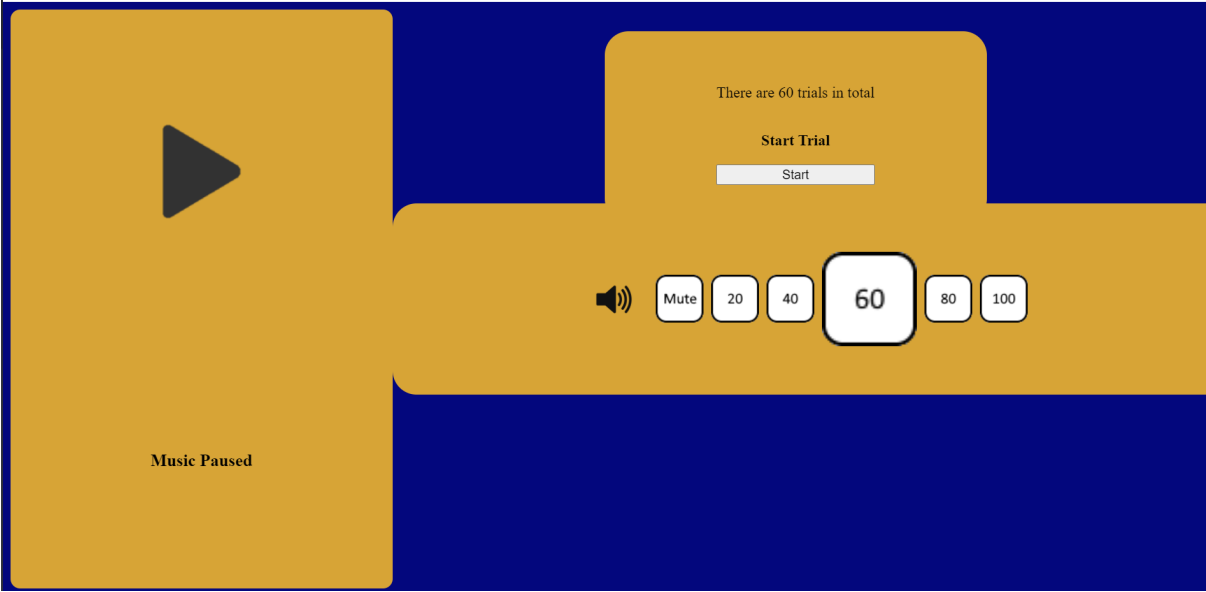 There are 60 trials in total
Start Trial
Start
Mute 20 40 60 80 100
Music Paused